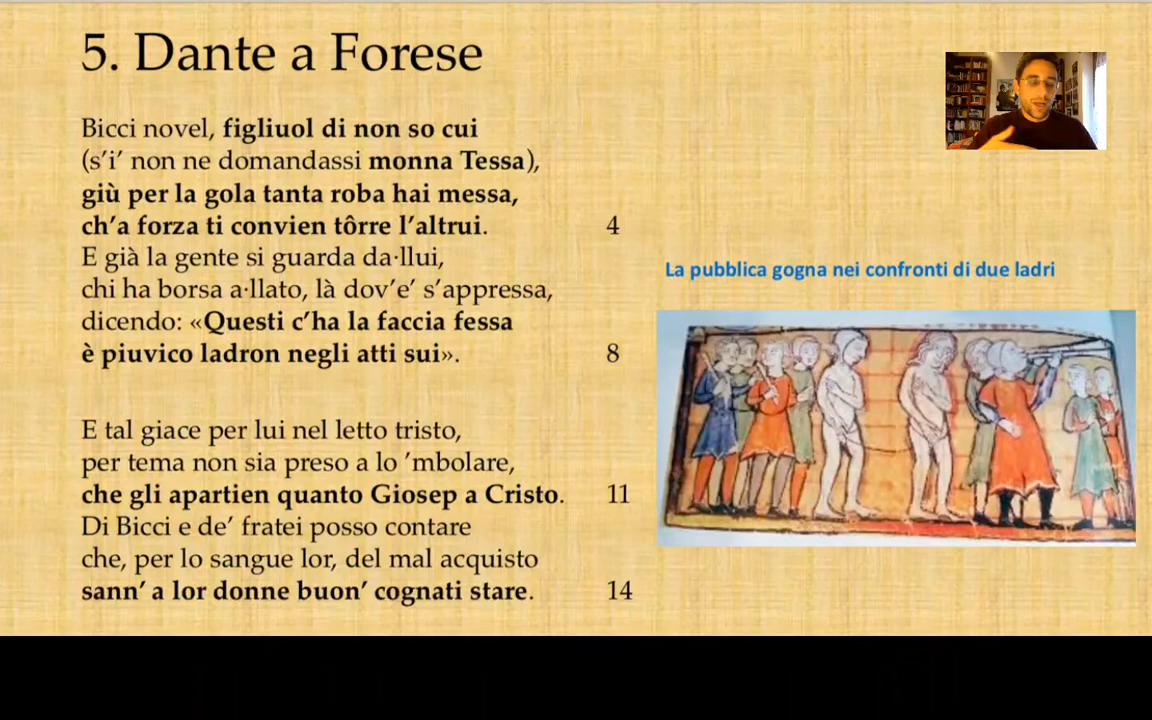 5. Dante a Forese
Bicci novel, figliuol di non so cui
(s’i’ non ne domandassi monna Tessa),
giù per la gola tanta roba hai messa,
ch’a forza ti convien tôrre l’altrui. 4
E già la gente si guarda da·llui,
chi ha borsa a·llato, là dov’e’ s’appressa,
dicendo: «Questi c’ha la faccia fessa
è piuvico ladron negli atti sui». 8
E tal giace per lui nel letto tristo,
per tema non sia preso a lo ’mbolare,
che gli apartien quanto Giosep a Cristo. 11
Di Bicci e de’ fratei posso contare
che, per lo sangue lor, del mal acquisto
sann’ a lor donne buon’ cognati stare. 14
La pubblica gogna nei confronti di due ladri